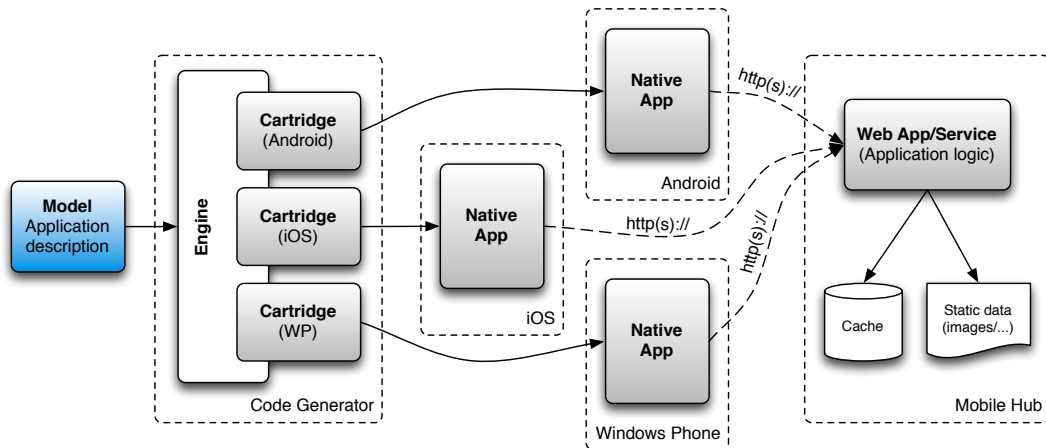 Model
Application
description
Engine
Cartridge
(Android)
Cartridge
(iOS)
Cartridge
(WP)
Code Generator
Native
App
iOS
Native
App
Android
Native
App
Windows Phone
http(s)://
http(s)://
http(s)://
Web App/Service
(Application logic)
Cache
Static data
(images/...)
Mobile Hub